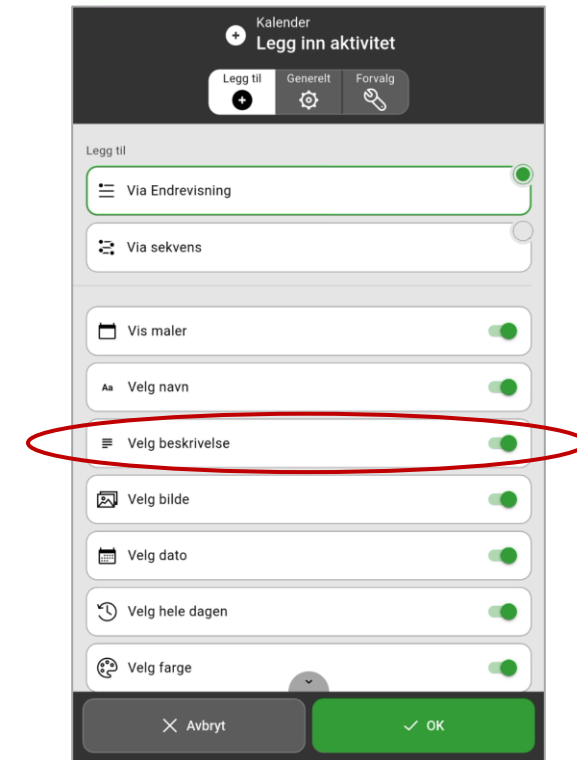 Kalender
Legg inn aktivitet
Legg til
Generelt
Forvalg
Legg til
Via Endrevisning
Via sekvens
Vis maler
Aa Velg navn
Velg beskrivelse
Velg bilde
Velg dato
Velg hele dagen
Velg farge
Avbryt
OK